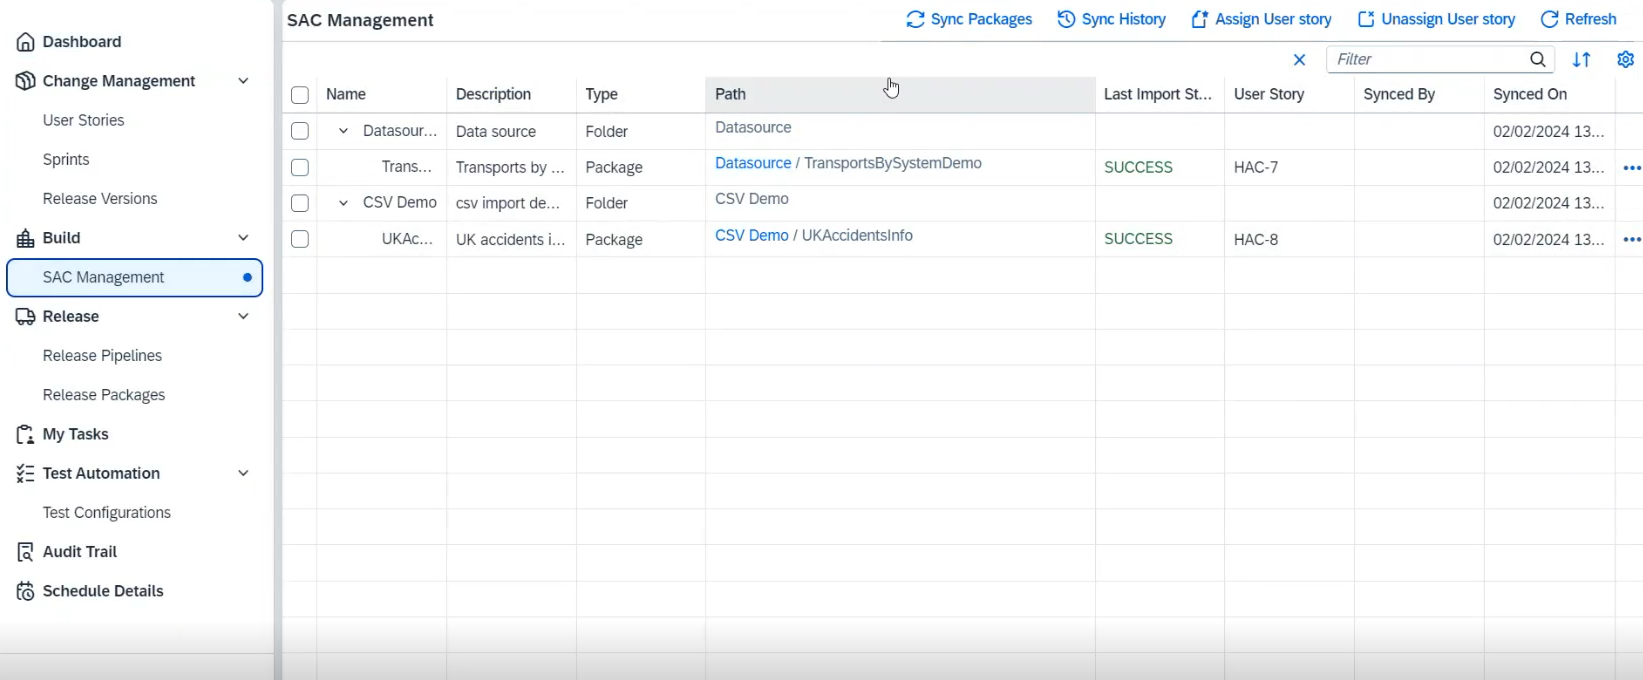 SAC Management
Sync Packages
Sync History
Assign User story
Unassign User story
Refresh
Dashboard
Change Management
User Stories
Sprints
Release Versions
Build
SAC Management
Release
Release Pipelines
Release Packages
My Tasks
Test Automation
Test Configurations
Audit Trail
Schedule Details
Filter
Name Description Type Path Last Import St... User Story Synced By Synced On
Datasour... Data source Folder Datasource 02/02/2024 13...
Trans... Transports by ... Package Datasource / TransportsBySystemDemo SUCCESS HAC-7 02/02/2024 13...
CSV Demo csv import de... Folder CSV Demo 02/02/2024 13...
UKAc... UK accidents i... Package CSV Demo / UKAccidentsInfo SUCCESS HAC-8 02/02/2024 13...